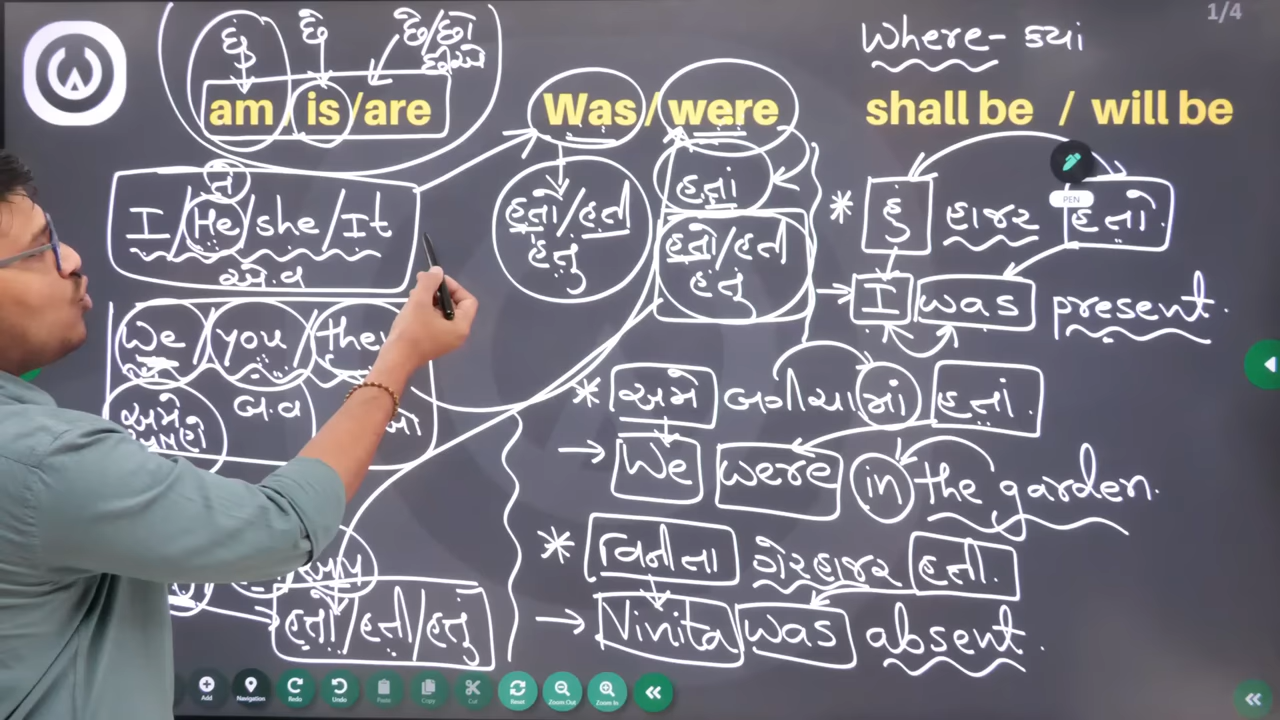 1/4
Where - ક્યાં
છું છે છે/છો
છીએ
am / is / are Was / were shall be / will be
તે
I / He / she / It
એ.વ
હતો / હતી
હતું
હતાં
હતો / હતી
હતું
* હું હાજર હતો.
PEN
→ I was present.
We / you / they
અમે બ.વ
આપણે
* અમે બગીચામાં હતાં.
→ We were in the garden.
* વિનીતા ગેરહાજર હતી.
આપ
હતો / હતી / હતું
→ Vinita was absent.
Add Navigation Redo Undo Paste Copy Cut Reset Zoom Out Zoom In